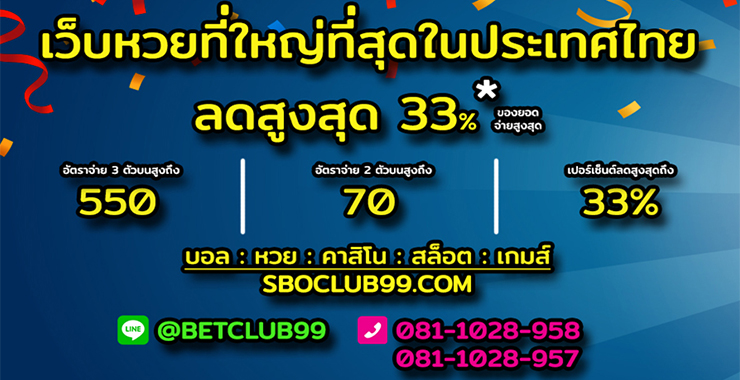 เว็บหวยที่ใหญ่ที่สุดในประเทศไทย
ลดสูงสุด 33%*
ของยอด
จ่ายสูงสุด
อัตราจ่าย 3 ตัวบนสูงถึง
550
อัตราจ่าย 2 ตัวบนสูงถึง
70
เปอร์เซ็นต์ลดสูงสุดถึง
33%
บอล : หวย : คาสิโน : สล็อต : เกมส์
SBOCLUB99.COM
LINE @BETCLUB99
081-1028-958
081-1028-957